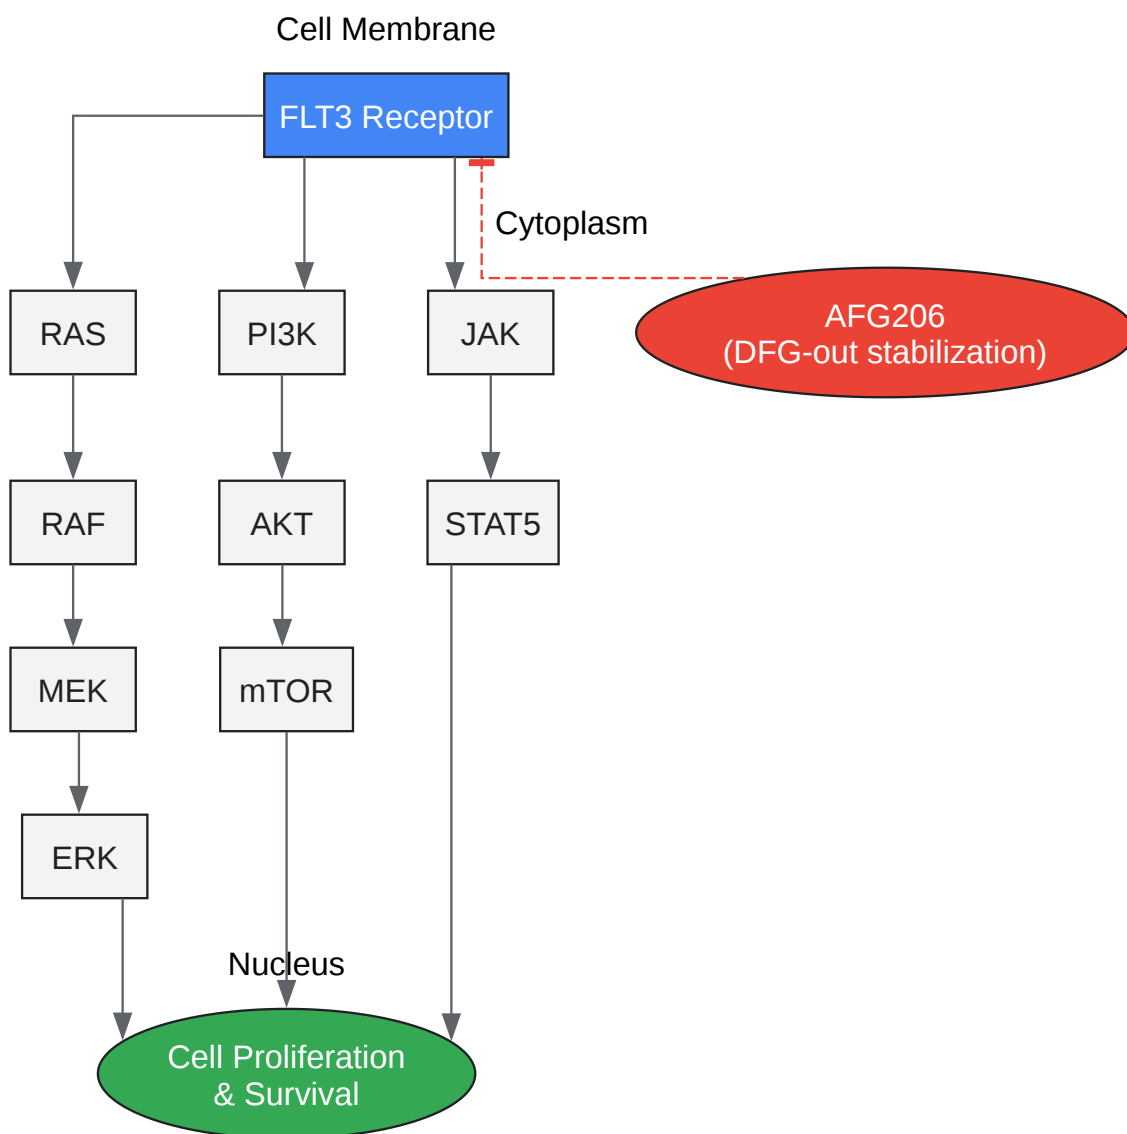 Cell Membrane
FLT3 Receptor
Cytoplasm
RAS
PI3K
JAK
AFG206
(DFG-out stabilization)
RAF
AKT
STAT5
MEK
mTOR
ERK
Nucleus
Cell Proliferation
& Survival